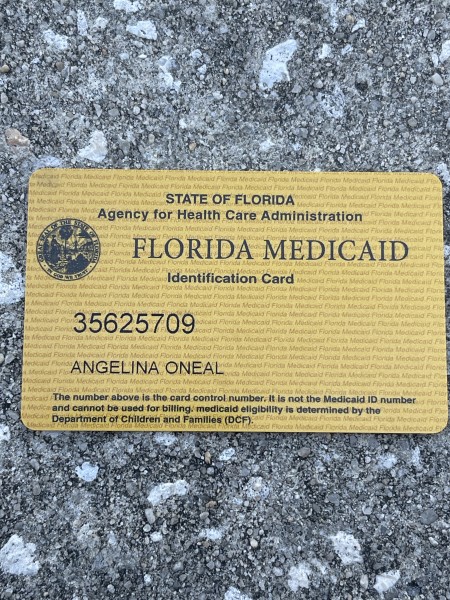 STATE OF FLORIDA
Agency for Health Care Administration
FLORIDA MEDICAID
Identification Card
35625709
ANGELINA ONEAL
The number above is the card control number. It is not the Medicaid ID number
and cannot be used for billing. medicaid eligibility is determined by the
Department of Children and Families (DCF).